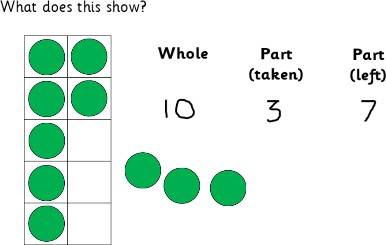 What does this show?
Whole Part Part
(taken) (left)
10 3 7